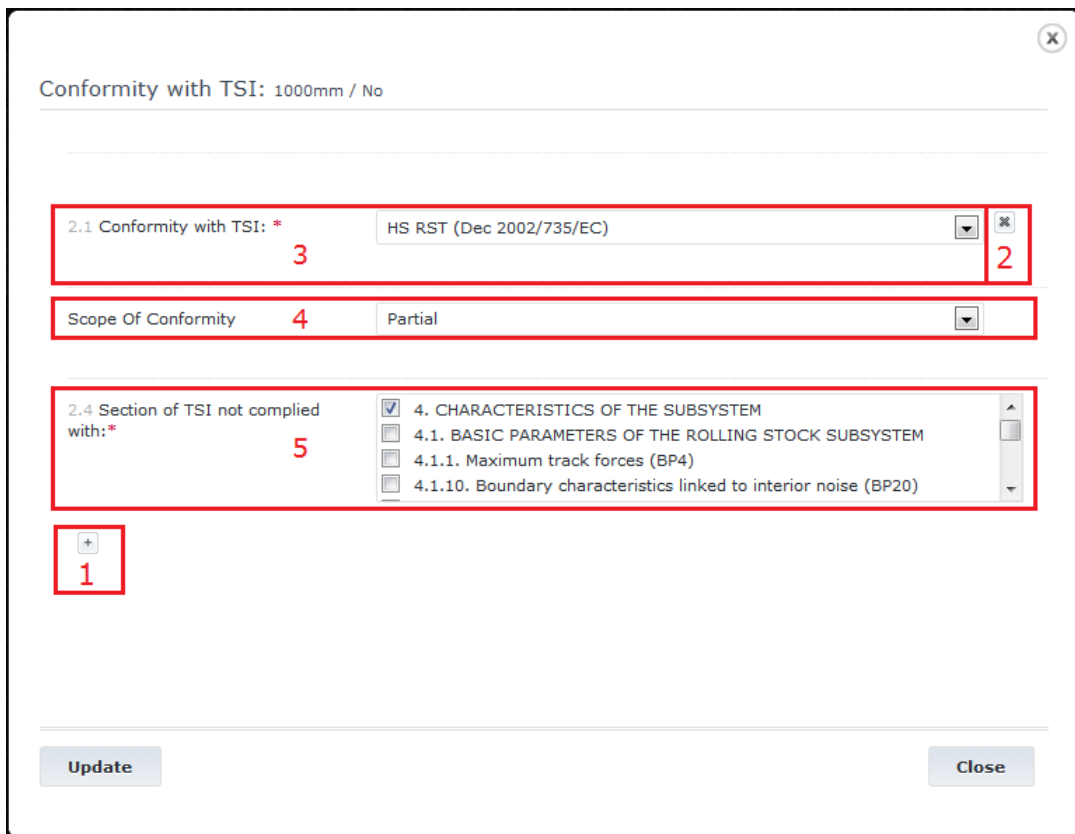 Conformity with TSI: 1000mm / No
2.1 Conformity with TSI: *
HS RST (Dec 2002/735/EC)
3
2
Scope Of Conformity
4
Partial
2.4 Section of TSI not complied
with:*
5
4. CHARACTERISTICS OF THE SUBSYSTEM
4.1. BASIC PARAMETERS OF THE ROLLING STOCK SUBSYSTEM
4.1.1. Maximum track forces (BP4)
4.1.10. Boundary characteristics linked to interior noise (BP20)
+
1
Update
Close